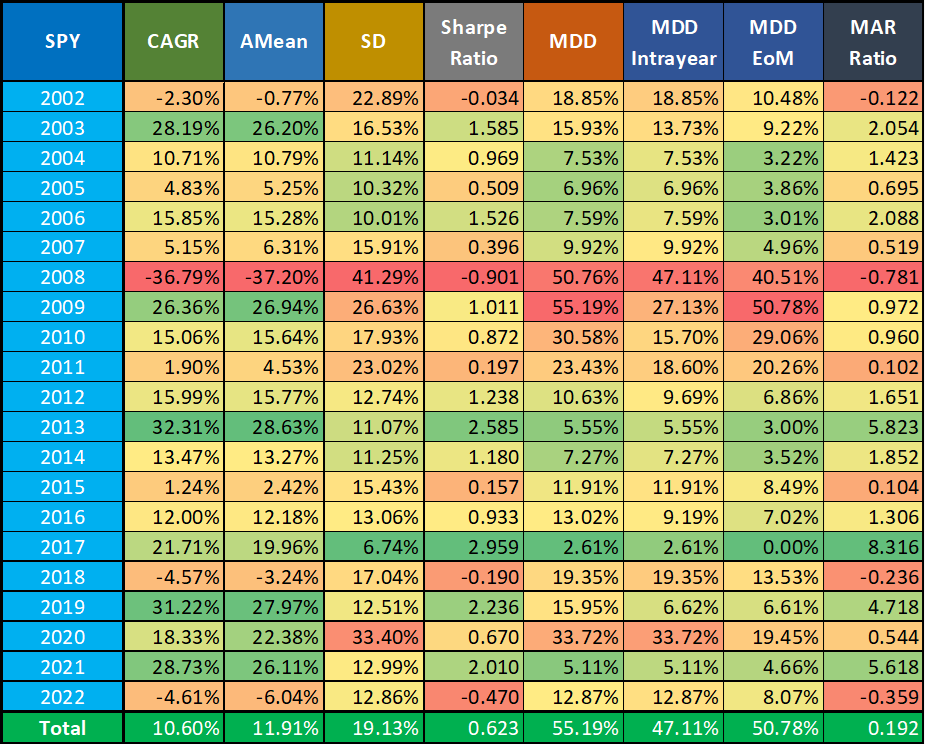 SPY CAGR AMean SD Sharpe Ratio MDD MDD Intrayear MDD EoM MAR Ratio
2002 -2.30% -0.77% 22.89% -0.034 18.85% 18.85% 10.48% -0.122
2003 28.19% 26.20% 16.53% 1.585 15.93% 13.73% 9.22% 2.054
2004 10.71% 10.79% 11.14% 0.969 7.53% 7.53% 3.22% 1.423
2005 4.83% 5.25% 10.32% 0.509 6.96% 6.96% 3.86% 0.695
2006 15.85% 15.28% 10.01% 1.526 7.59% 7.59% 3.01% 2.088
2007 5.15% 6.31% 15.91% 0.396 9.92% 9.92% 4.96% 0.519
2008 -36.79% -37.20% 41.29% -0.901 50.76% 47.11% 40.51% -0.781
2009 26.36% 26.94% 26.63% 1.011 55.19% 27.13% 50.78% 0.972
2010 15.06% 15.64% 17.93% 0.872 30.58% 15.70% 29.06% 0.960
2011 1.90% 4.53% 23.02% 0.197 23.43% 18.60% 20.26% 0.102
2012 15.99% 15.77% 12.74% 1.238 10.63% 9.69% 6.86% 1.651
2013 32.31% 28.63% 11.07% 2.585 5.55% 5.55% 3.00% 5.823
2014 13.47% 13.27% 11.25% 1.180 7.27% 7.27% 3.52% 1.852
2015 1.24% 2.42% 15.43% 0.157 11.91% 11.91% 8.49% 0.104
2016 12.00% 12.18% 13.06% 0.933 13.02% 9.19% 7.02% 1.306
2017 21.71% 19.96% 6.74% 2.959 2.61% 2.61% 0.00% 8.316
2018 -4.57% -3.24% 17.04% -0.190 19.35% 19.35% 13.53% -0.236
2019 31.22% 27.97% 12.51% 2.236 15.95% 6.62% 6.61% 4.718
2020 18.33% 22.38% 33.40% 0.670 33.72% 33.72% 19.45% 0.544
2021 28.73% 26.11% 12.99% 2.010 5.11% 5.11% 4.66% 5.618
2022 -4.61% -6.04% 12.86% -0.470 12.87% 12.87% 8.07% -0.359
Total 10.60% 11.91% 19.13% 0.623 55.19% 47.11% 50.78% 0.192